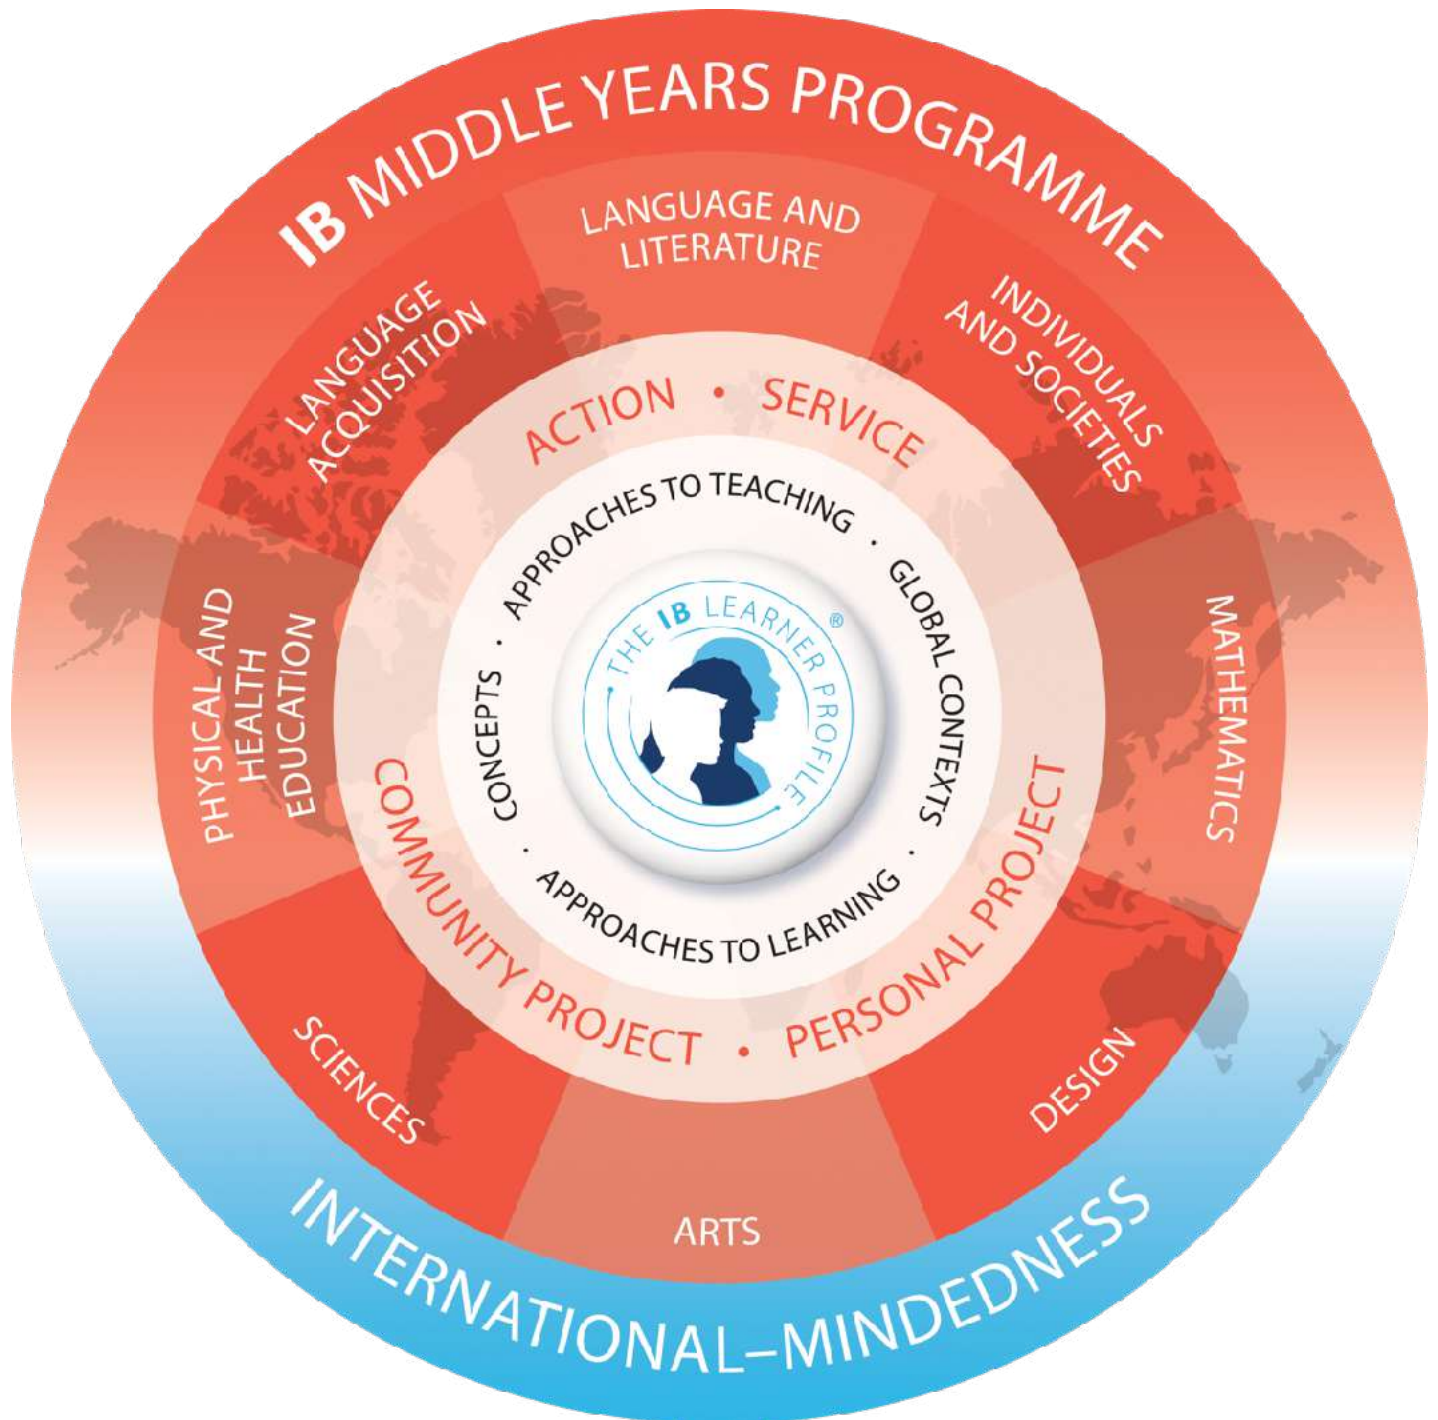 IB MIDDLE YEARS PROGRAMME
LANGUAGE AND
LITERATURE
INDIVIDUALS
AND SOCIETIES
MATHEMATICS
DESIGN
ARTS
SCIENCES
PHYSICAL AND
HEALTH
EDUCATION
LANGUAGE
ACQUISITION
ACTION • SERVICE
PERSONAL PROJECT •
COMMUNITY PROJECT
APPROACHES TO TEACHING ·
GLOBAL CONTEXTS ·
APPROACHES TO LEARNING ·
CONCEPTS ·
THE IB LEARNER PROFILE ®
INTERNATIONAL–MINDEDNESS